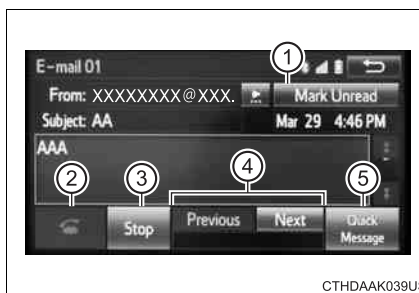 1
E-mail 01
From: XXXXXXXX@XXX. Mark Unread
Subject: AA Mar 29 4:46 PM
AAA
2 3 4 5
Stop Previous Next Quick Message
CTHDAAK039U